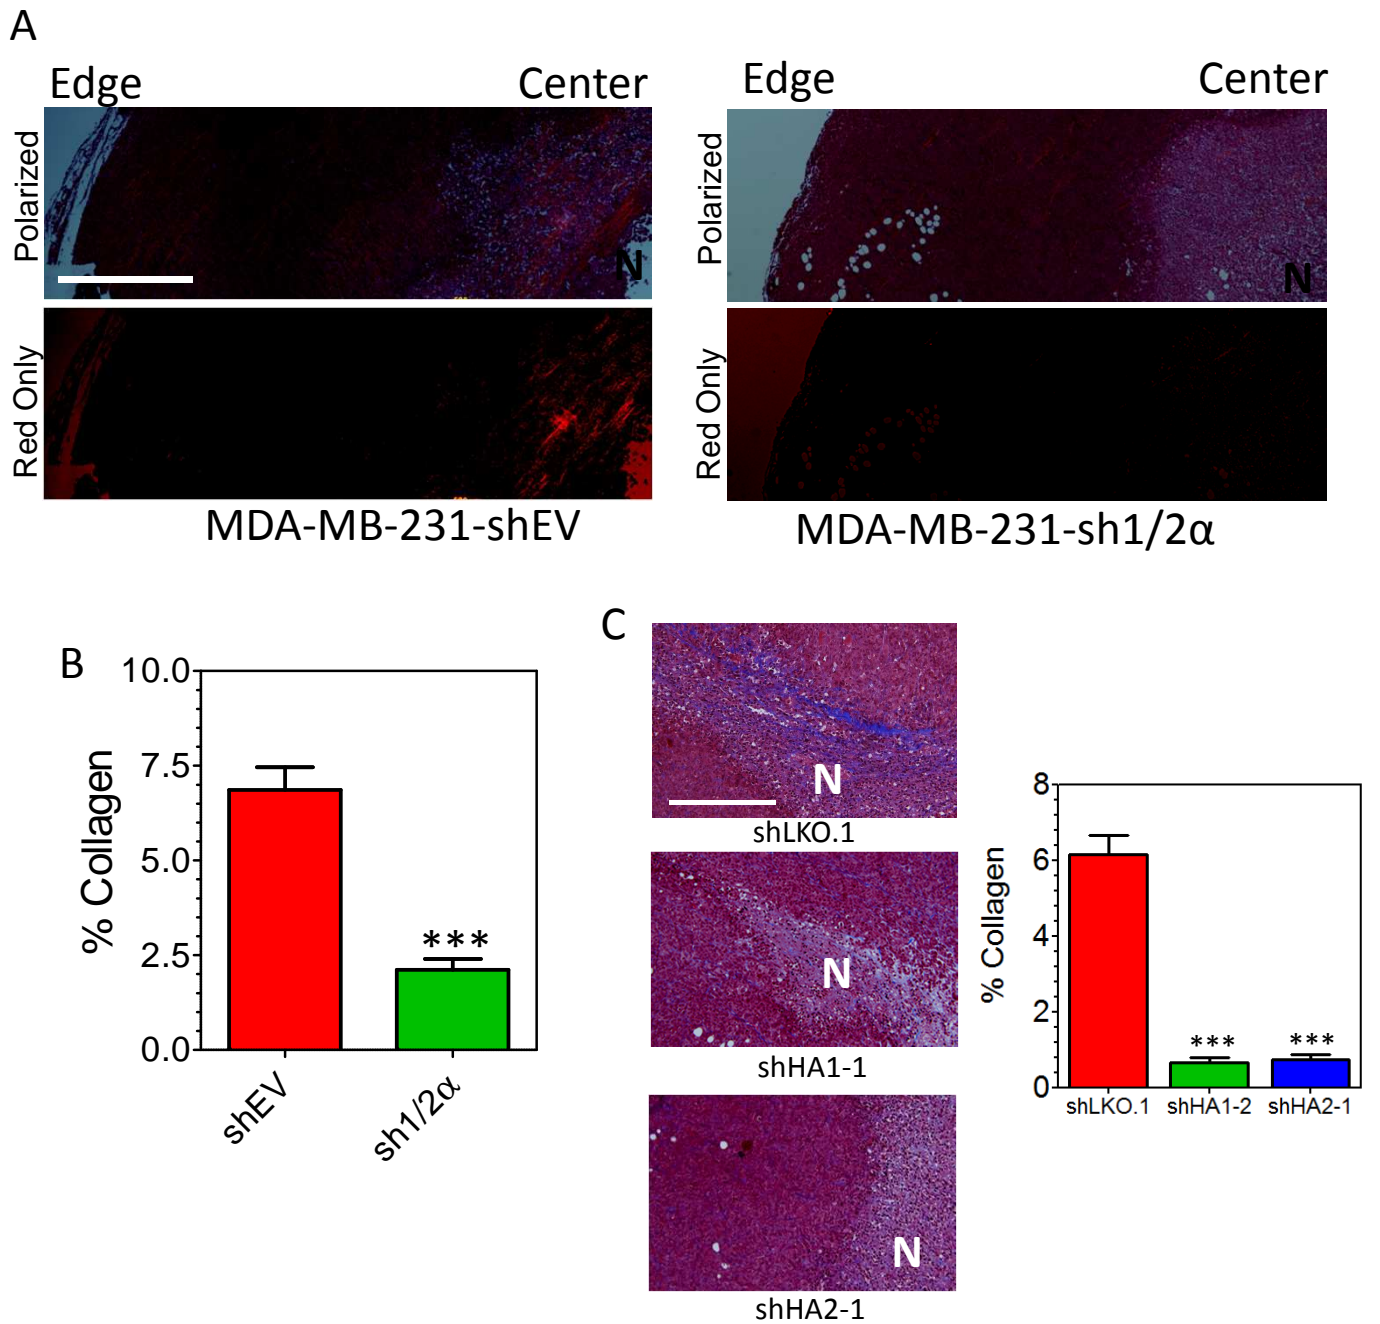 A
Edge Center
Edge Center
Polarized
Polarized
N
N
Red Only
Red Only
MDA-MB-231-shEV
MDA-MB-231-sh1/2α
B
% Collagen
10.0
7.5
5.0
2.5
0.0
***
shEV
sh1/2α
C
N
shLKO.1
N
shHA1-1
N
shHA2-1
% Collagen
8
6
4
2
0
*** ***
shLKO.1 shHA1-2 shHA2-1